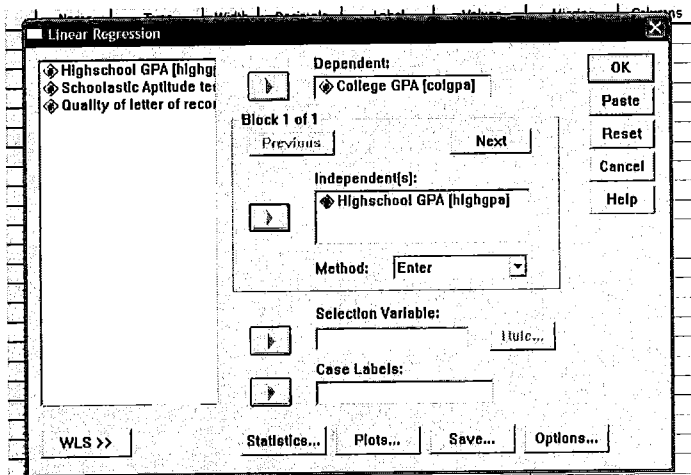 Linear Regression
Highschool GPA [highg
Schoolastic Aptitude te
Quality of letter of reco
Dependent:
College GPA [colgpa]
Block 1 of 1
Previous
Next
Independent[s]:
Highschool GPA [highgpa]
Method:
Enter
Selection Variable:
Rule...
Case Labels:
WLS >>
Statistics...
Plots...
Save...
Options...
OK
Paste
Reset
Cancel
Help